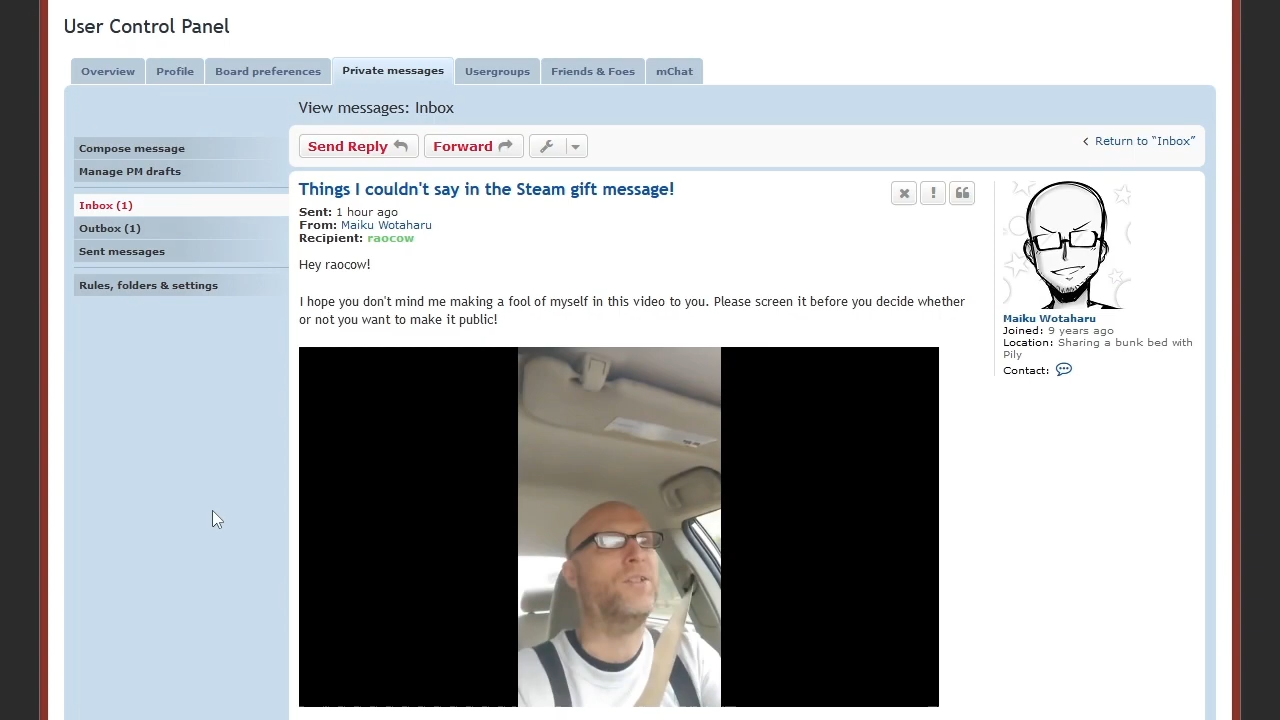 User Control Panel
Overview
Profile
Board preferences
Private messages
Usergroups
Friends & Foes
mChat
View messages: Inbox
Compose message
Manage PM drafts
Inbox (1)
Outbox (1)
Sent messages
Rules, folders & settings
Send Reply
Forward
Return to “Inbox”
Things I couldn't say in the Steam gift message!
Sent: 1 hour ago
From: Maiku Wotaharu
Recipient: raocow
Hey raocow!
I hope you don't mind me making a fool of myself in this video to you. Please screen it before you decide whether
or not you want to make it public!
Maiku Wotaharu
Joined: 9 years ago
Location: Sharing a bunk bed with
Pily
Contact: